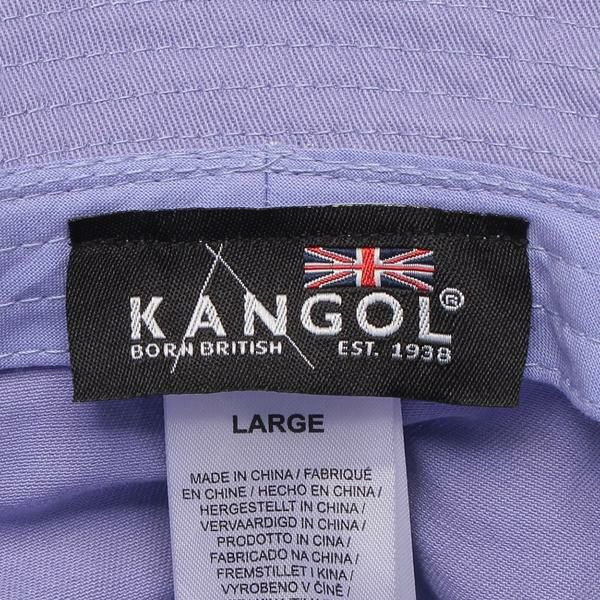 KANGOL®
BORN BRITISH EST. 1938
LARGE
MADE IN CHINA / FABRIQUÉ
EN CHINE / HECHO EN CHINA /
HERGESTELLT IN CHINA /
VERVAARDIGD IN CHINA /
PRODOTTO IN CINA /
FABRICADO NA CHINA /
FREMSTILLET I KINA /
VYROBENO V ČÍNĚ /